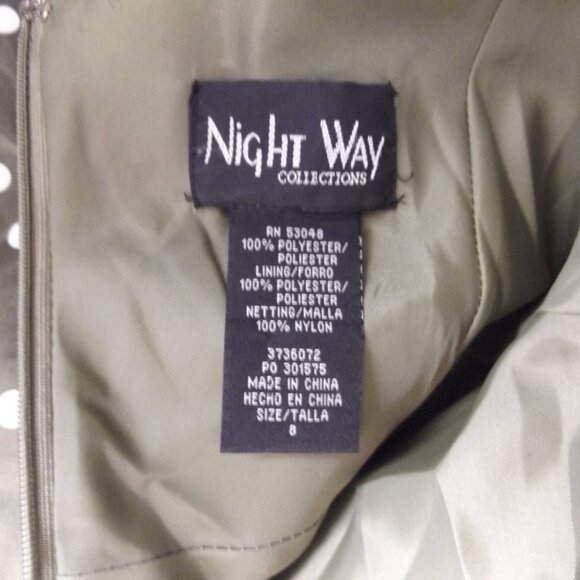 Night Way
COLLECTIONS
RN 53048
100% POLYESTER/
POLIESTER
LINING/FORRO
100% POLYESTER/
POLIESTER
NETTING/MALLA
100% NYLON
3736072
PO 301575
MADE IN CHINA
HECHO EN CHINA
SIZE/TALLA
8